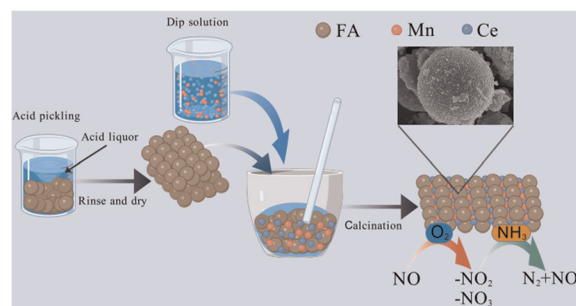 Dip solution
FA
Mn
Ce
Acid pickling
Acid liquor
Rinse and dry
Calcination
O2
NH3
NO
-NO2
-NO3
N2+NO